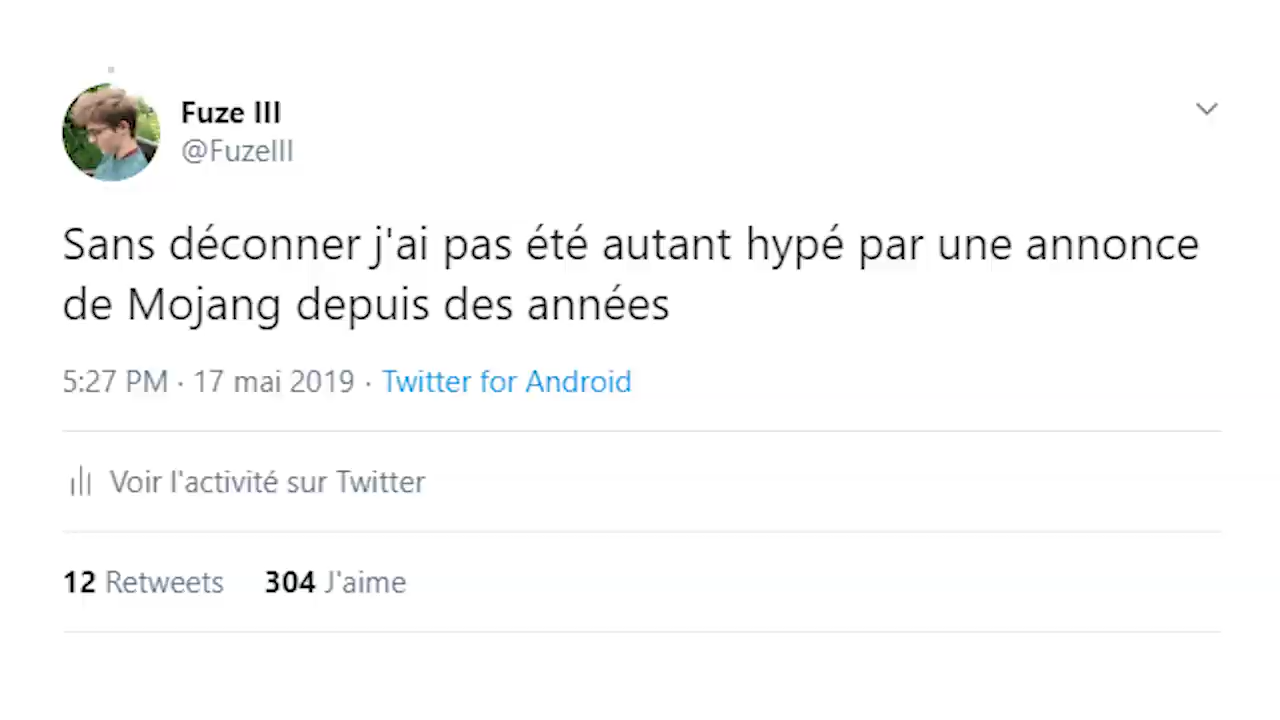 Fuze III
@FuzeIII
Sans déconner j'ai pas été autant hypé par une annonce
de Mojang depuis des années
5:27 PM · 17 mai 2019 · Twitter for Android
Voir l'activité sur Twitter
12 Retweets 304 J'aime